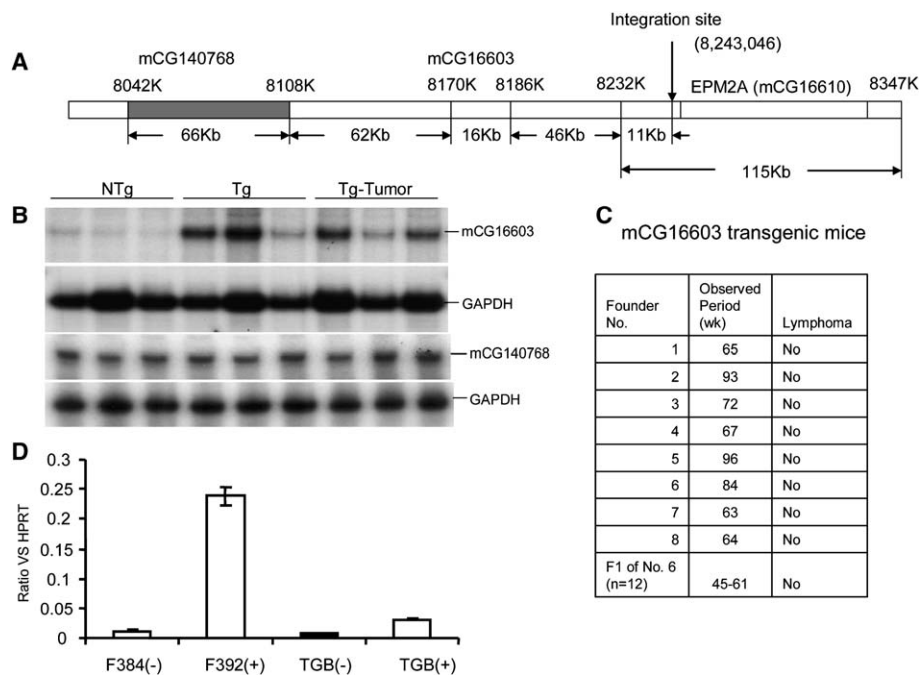 Integration site
(8,243,046)
A
mCG140768
mCG16603
8042K 8108K 8170K 8186K 8232K EPM2A (mCG16610) 8347K
66Kb 62Kb 16Kb 46Kb 11Kb
115Kb
B
NTg Tg Tg-Tumor
mCG16603
GAPDH
mCG140768
GAPDH
C
mCG16603 transgenic mice
Founder No. Observed Period (wk) Lymphoma
1 65 No
2 93 No
3 72 No
4 67 No
5 96 No
6 84 No
7 63 No
8 64 No
F1 of No. 6 (n=12) 45-61 No
D
Ratio VS HPRT
0.3
0.25
0.2
0.15
0.1
0.05
0
F384(-) F392(+) TGB(-) TGB(+)